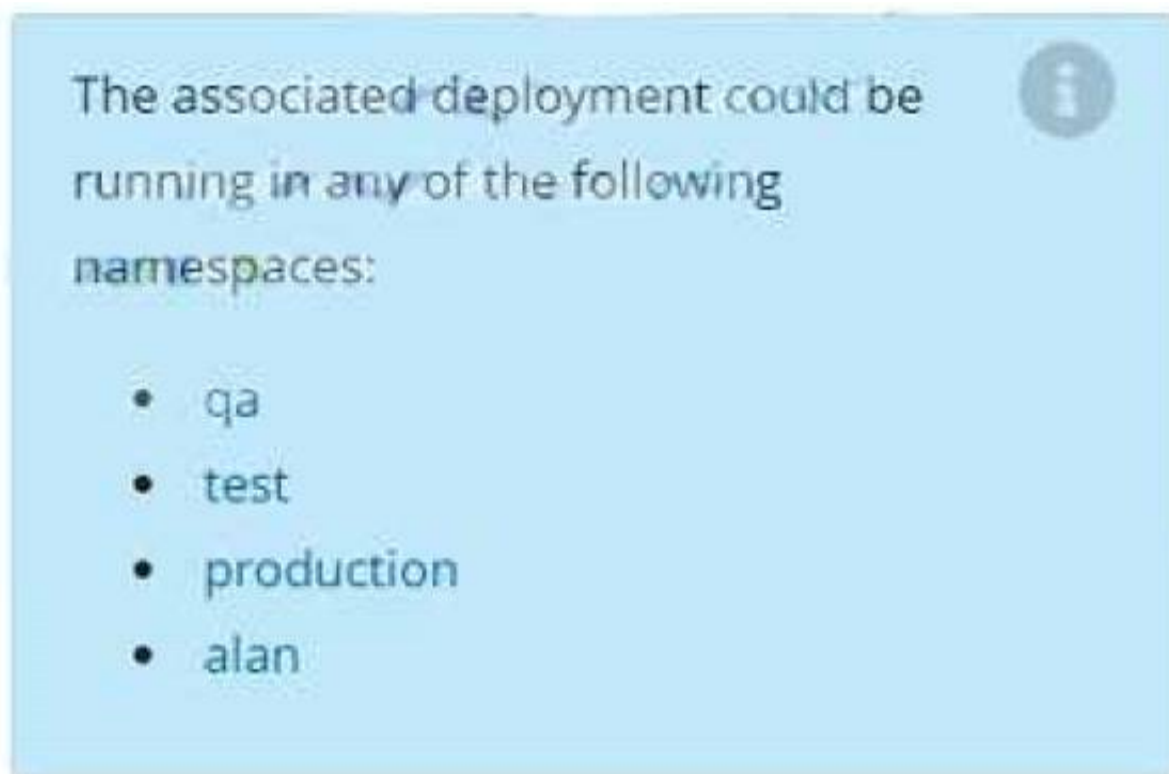 The associated deployment could be
running in any of the following
namespaces:
• qa
• test
• production
• alan